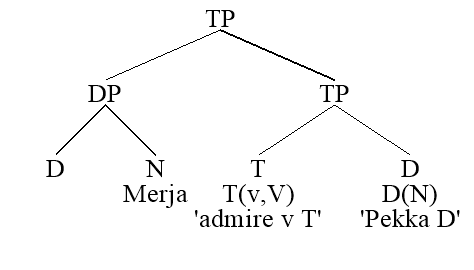 TP
DP TP
D N T D
Merja T(v,V) D(N)
'admire v T' 'Pekka D'